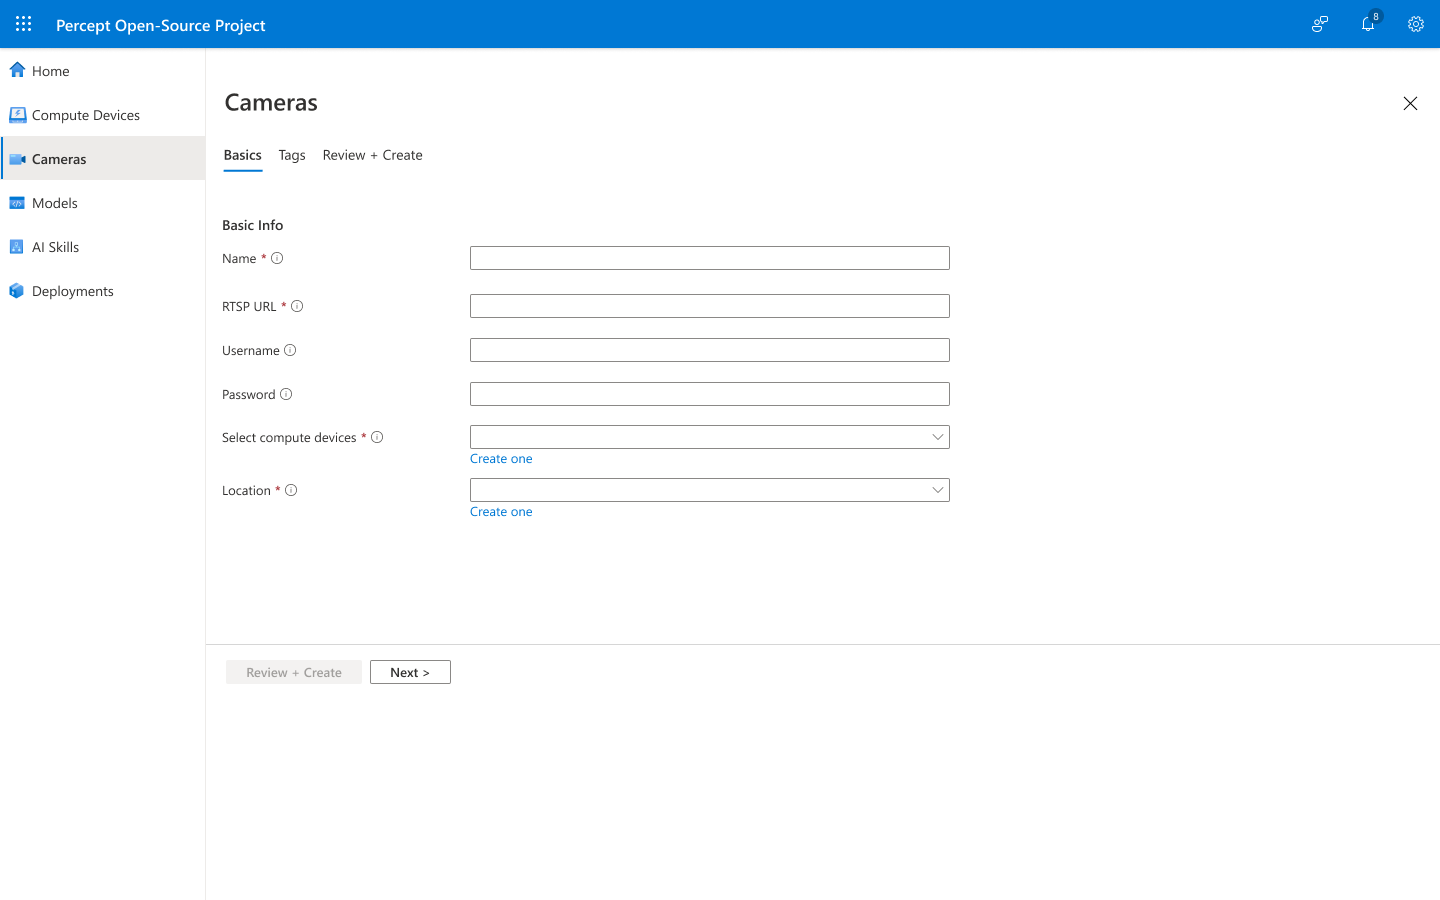 Percept Open-Source Project
8
Home
Compute Devices
Cameras
Models
AI Skills
Deployments
Cameras
Basics Tags Review + Create
Basic Info
Name *
RTSP URL *
Username
Password
Select compute devices *
Create one
Location *
Create one
Review + Create Next >